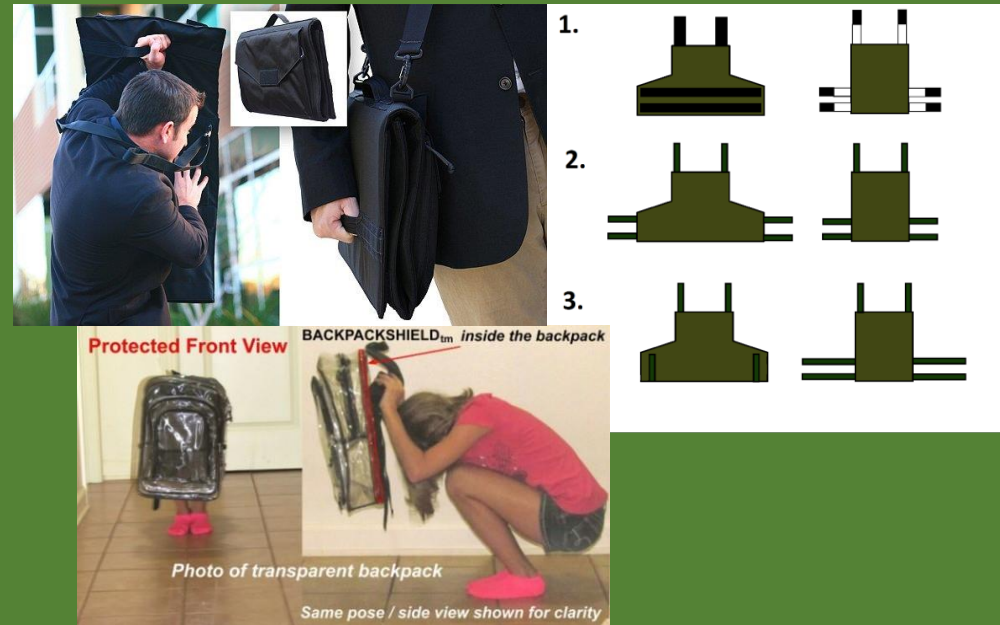 1.
2.
3.
Protected Front View
BACKPACKSHIELDtm inside the backpack
Photo of transparent backpack
Same pose / side view shown for clarity